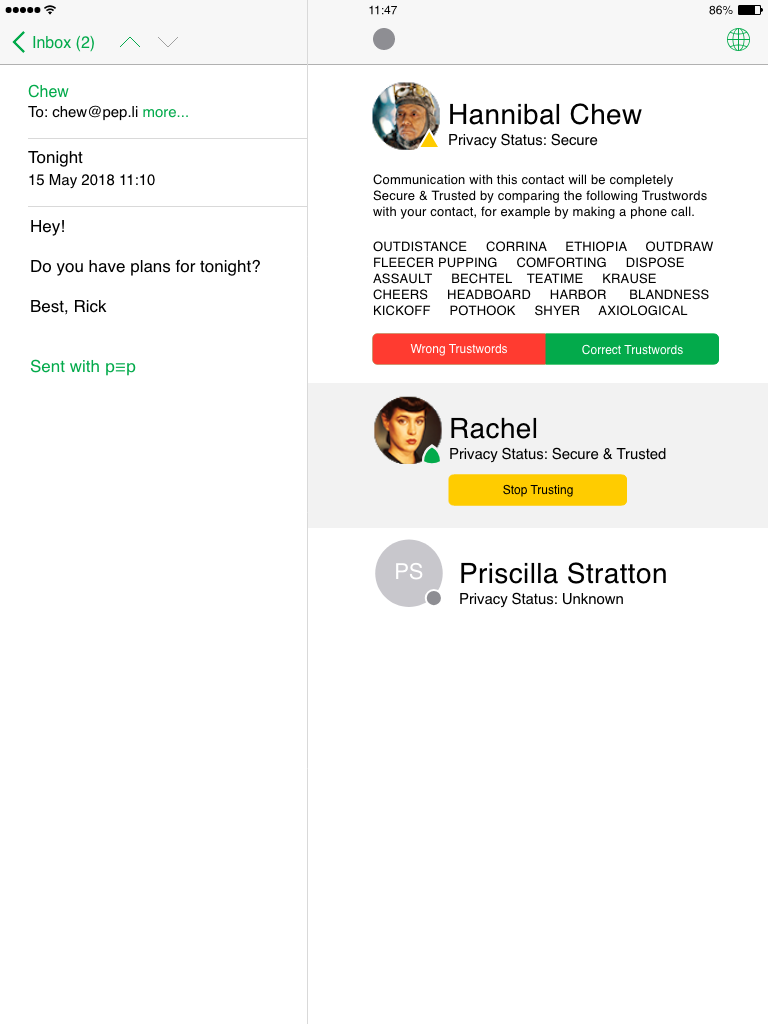 11:47
86%
Inbox (2)
Chew
To: chew@pep.li more...
Tonight
15 May 2018 11:10
Hey!
Do you have plans for tonight?
Best, Rick
Sent with p≡p
Hannibal Chew
Privacy Status: Secure
Communication with this contact will be completely
Secure & Trusted by comparing the following Trustwords
with your contact, for example by making a phone call.
OUTDISTANCE CORRINA ETHIOPIA OUTDRAW
FLEECER PUPPING COMFORTING DISPOSE
ASSAULT BECHTEL TEATIME KRAUSE
CHEERS HEADBOARD HARBOR BLANDNESS
KICKOFF POTHOOK SHYER AXIOLOGICAL
Wrong Trustwords
Correct Trustwords
Rachel
Privacy Status: Secure & Trusted
Stop Trusting
PS
Priscilla Stratton
Privacy Status: Unknown